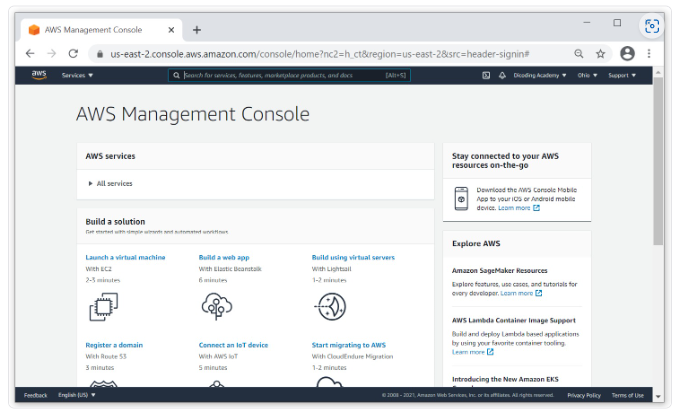 AWS Management Console
us-east-2.console.aws.amazon.com/console/home?nc2=h_ct&region=us-east-2&src=header-signin#
aws Services Search for services, features, marketplace products, and docs [Alt+S] Dicoding Academy Ohio Support
AWS Management Console
AWS services
All services
Build a solution
Get started with simple wizards and automated workflows
Launch a virtual machine
With EC2
2-3 minutes
Build a web app
With Elastic Beanstalk
6 minutes
Build using virtual servers
With Lightsail
1-2 minutes
Register a domain
With Route 53
3 minutes
Connect an IoT device
With AWS IoT
5 minutes
Start migrating to AWS
With CloudEndure Migration
1-2 minutes
Stay connected to your AWS
resources on-the-go
Download the AWS Console Mobile
App to your iOS or Android mobile
device. Learn more
Explore AWS
Amazon SageMaker Resources
Explore features, use cases, and tutorials for
every developer. Learn more
AWS Lambda Container Image Support
Build and deploy Lambda based applications
by using your favorite container tooling.
Learn more
Introducing the New Amazon EKS
Feedback English (US) © 2008 - 2021, Amazon Web Services, Inc. or its affiliates. All rights reserved. Privacy Policy Terms of Use